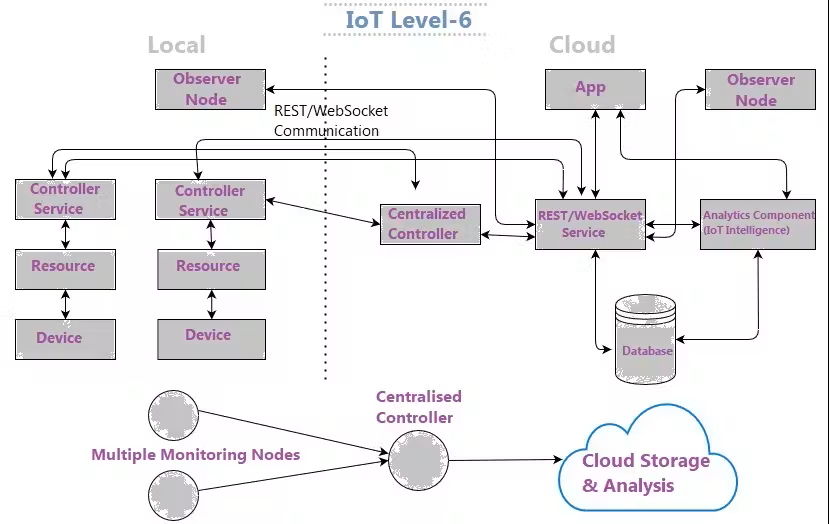 IoT Level-6
Local
Cloud
Observer
Node
App
Observer
Node
REST/WebSocket
Communication
Controller
Service
Controller
Service
Centralized
Controller
REST/WebSocket
Service
Analytics Component
(IoT Intelligence)
Resource
Resource
Device
Device
Database
Centralised
Controller
Multiple Monitoring Nodes
Cloud Storage
& Analysis